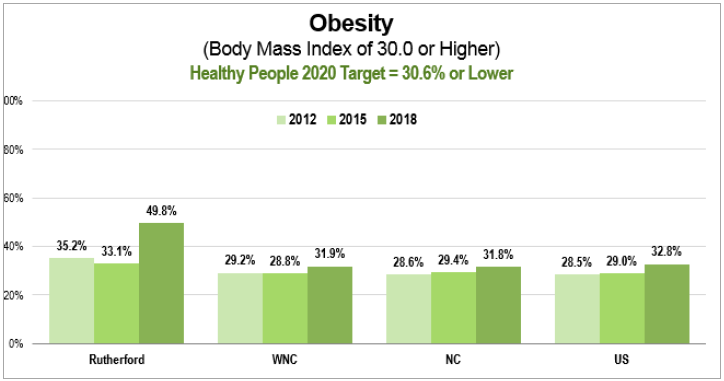 Obesity
(Body Mass Index of 30.0 or Higher)
Healthy People 2020 Target = 30.6% or Lower
00%
2012 2015 2018
80%
60%
49.8%
40%
35.2% 33.1% 29.2% 28.8% 31.9% 28.6% 29.4% 31.8% 28.5% 29.0% 32.8%
20%
0%
Rutherford WNC NC US